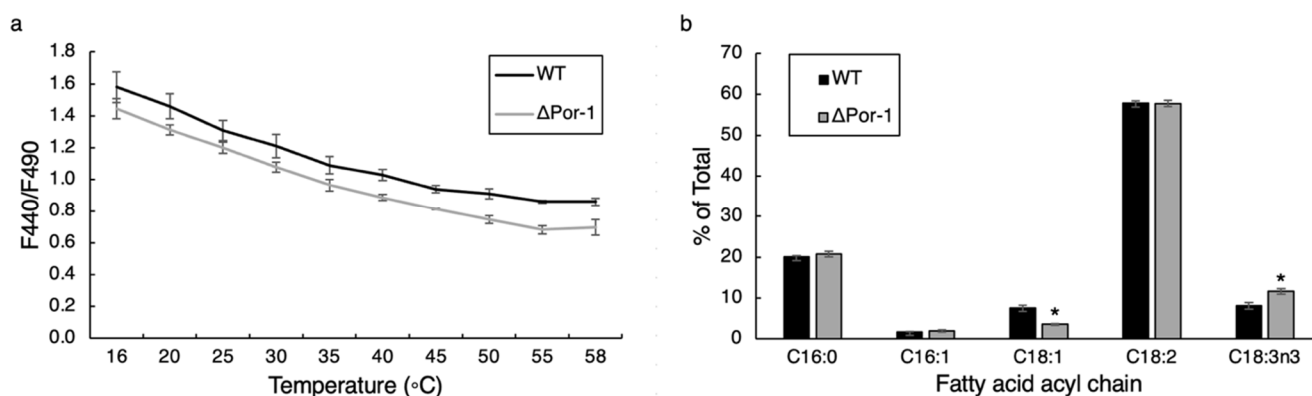 a
1.8
1.6
1.4
1.2
1.0
0.8
0.6
0.4
0.2
0.0
F440/F490
WT
ΔPor-1
16 20 25 30 35 40 45 50 55 58
Temperature (◦C)
b
70
60
50
40
30
20
10
0
% of Total
WT
ΔPor-1
*
*
C16:0 C16:1 C18:1 C18:2 C18:3n3
Fatty acid acyl chain